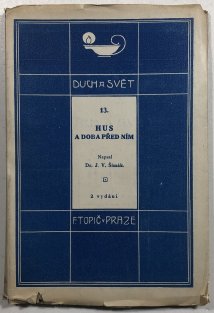 DUCH A SVĚT
13.
HUS
A DOBA PŘED NÍM
Napsal
Dr. J. V. Šimák.
2 vydání
F. TOPIČ V PRAZE